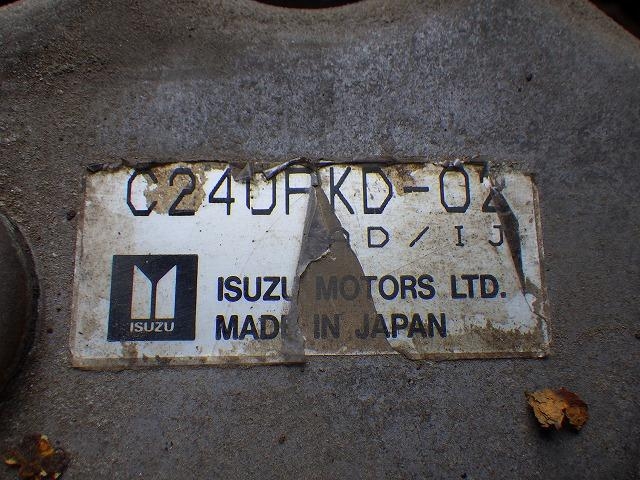 C240PKD-02
D/IJ
ISUZU
ISUZU MOTORS LTD.
MADE IN JAPAN